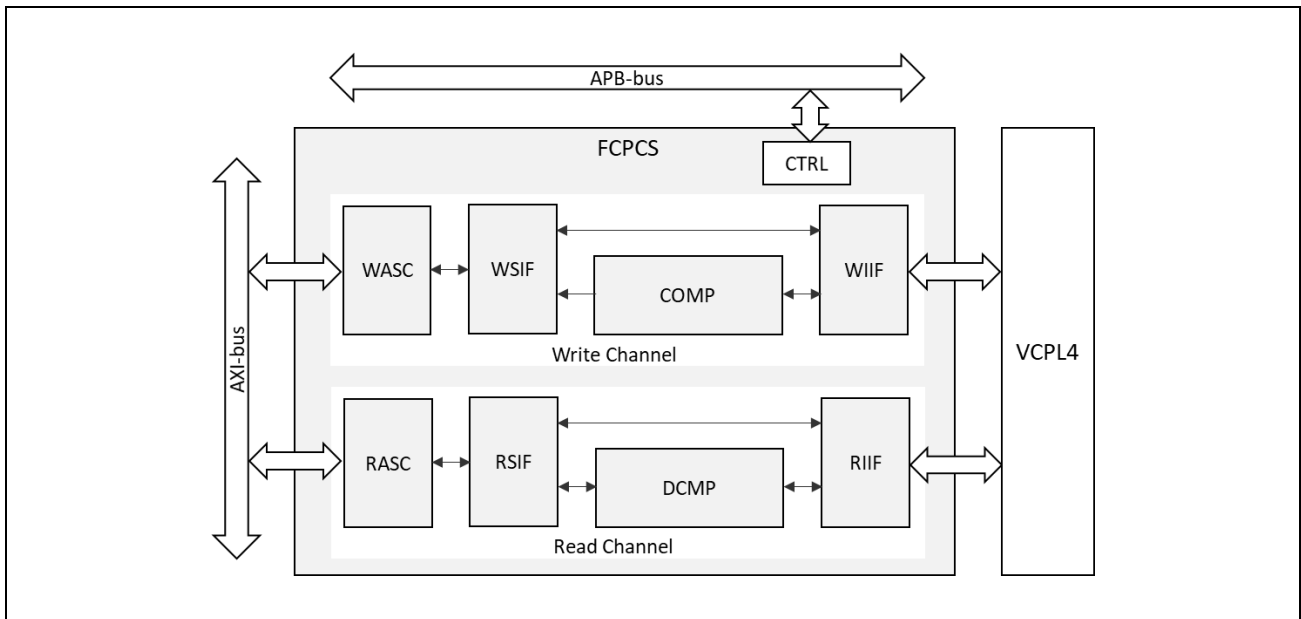 APB-bus
FCPCS
CTRL
AXI-bus
WASC
WSIF
COMP
WIIF
Write Channel
VCPL4
RASC
RSIF
DCMP
RIIF
Read Channel